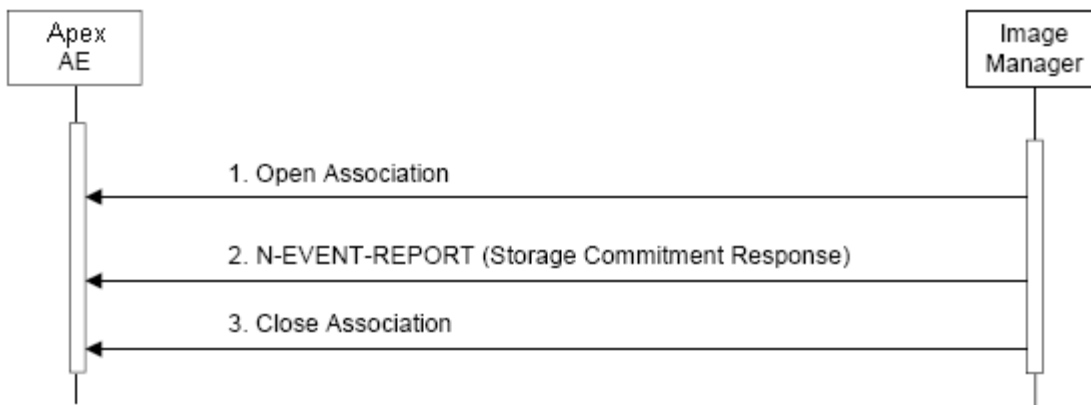 Apex
AE
Image
Manager
1. Open Association
2. N-EVENT-REPORT (Storage Commitment Response)
3. Close Association